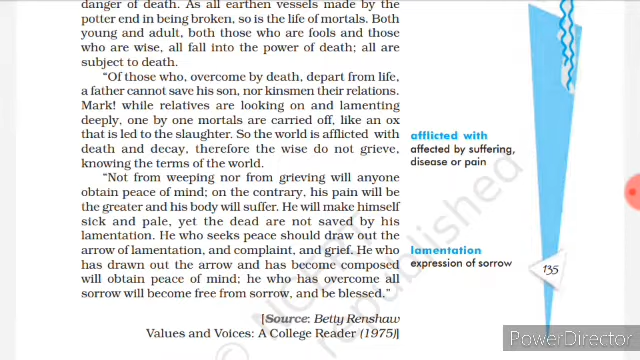 danger of death. As all earthen vessels made by the
potter end in being broken, so is the life of mortals. Both
young and adult, both those who are fools and those
who are wise, all fall into the power of death; all are
subject to death.
“Of those who, overcome by death, depart from life,
a father cannot save his son, nor kinsmen their relations.
Mark! while relatives are looking on and lamenting
deeply, one by one mortals are carried off, like an ox
that is led to the slaughter. So the world is afflicted with
death and decay, therefore the wise do not grieve,
knowing the terms of the world.
“Not from weeping nor from grieving will anyone
obtain peace of mind; on the contrary, his pain will be
the greater and his body will suffer. He will make himself
sick and pale, yet the dead are not saved by his
lamentation. He who seeks peace should draw out the
arrow of lamentation, and complaint, and grief. He who
has drawn out the arrow and has become composed
will obtain peace of mind; he who has overcome all
sorrow will become free from sorrow, and be blessed.”
[Source: Betty Renshaw
Values and Voices: A College Reader (1975)]
afflicted with
affected by suffering,
disease or pain
lamentation
expression of sorrow
135
© NCERT
republished
PowerDirector